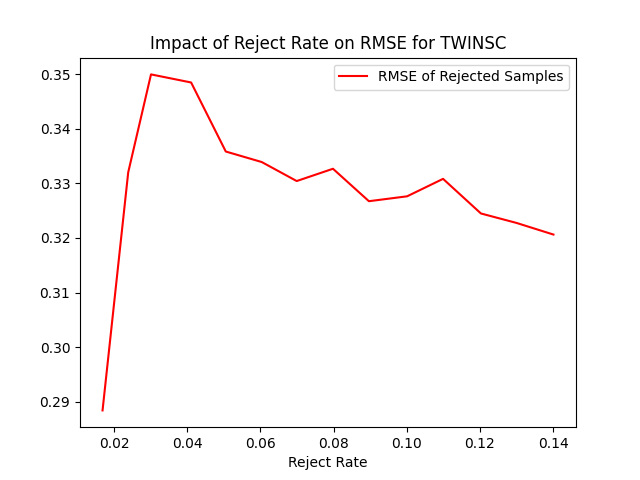 Impact of Reject Rate on RMSE for TWINSC
RMSE of Rejected Samples
0.35
0.34
0.33
0.32
0.31
0.30
0.29
0.02 0.04 0.06 0.08 0.10 0.12 0.14
Reject Rate